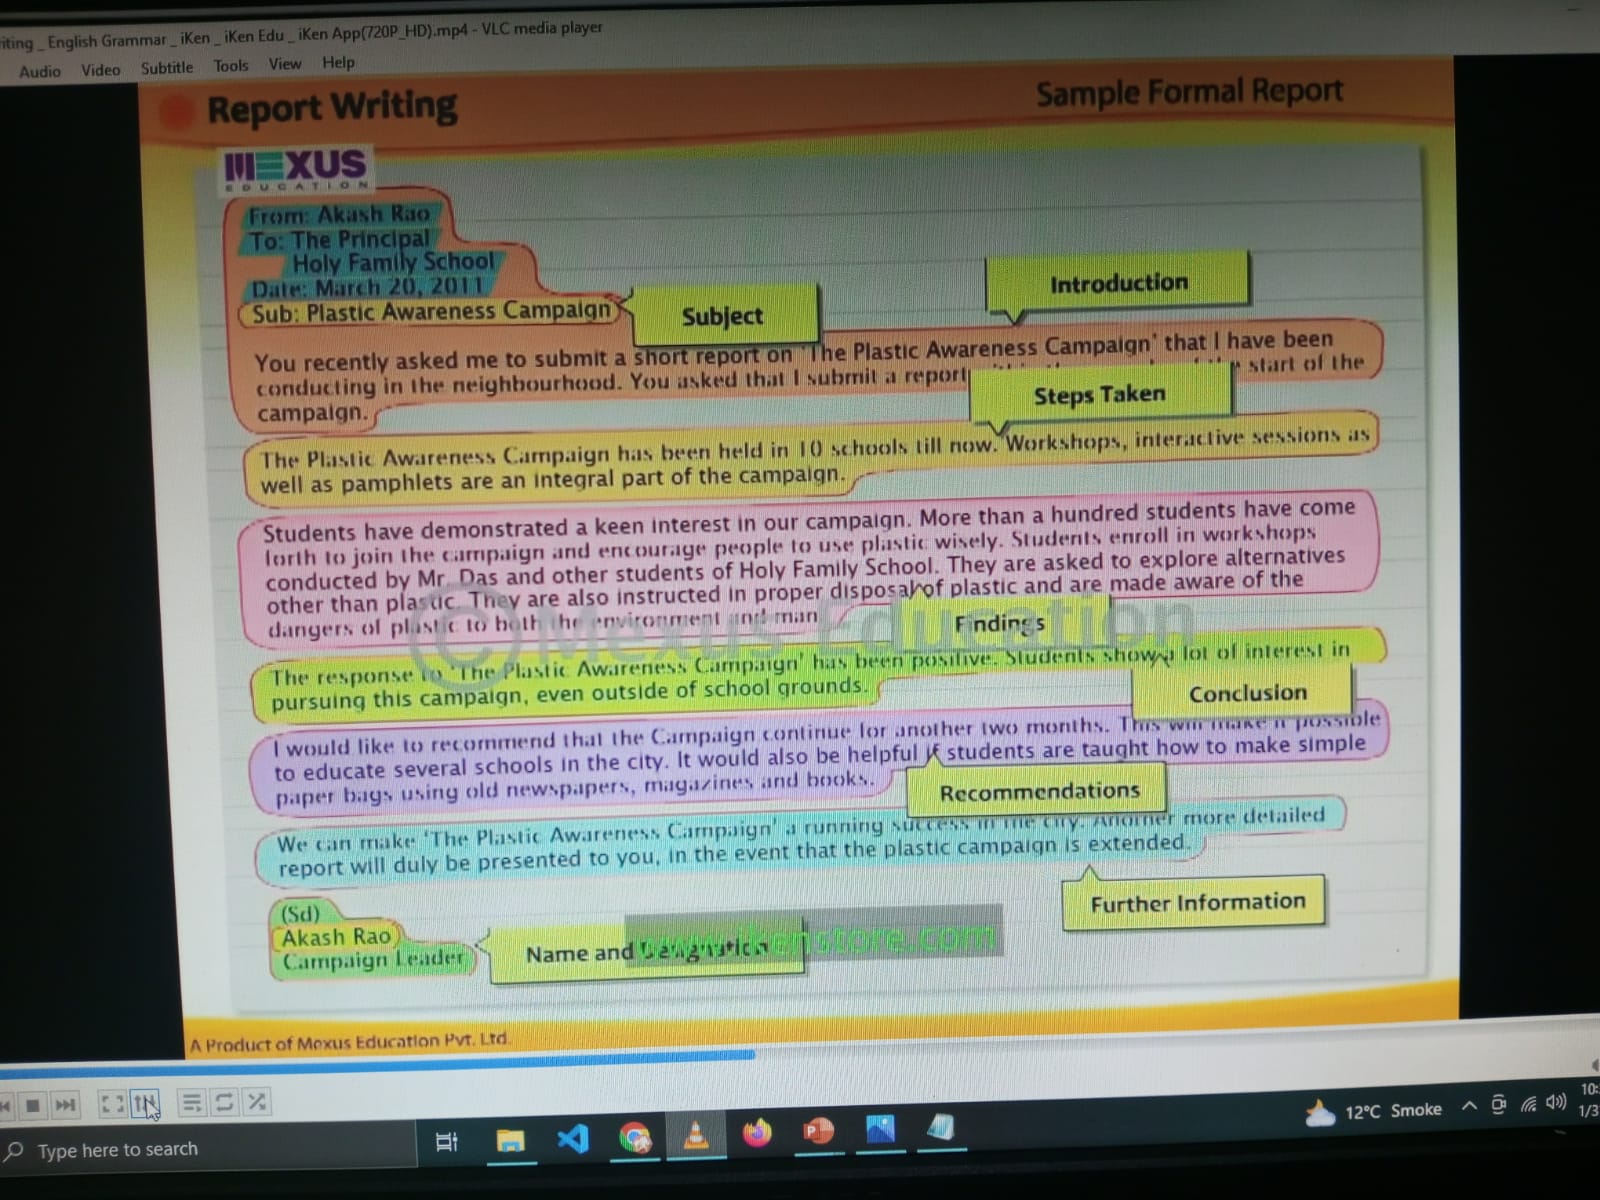 iting _ English Grammar _ iKen _ iKen Edu _ iKen App(720P_HD).mp4 - VLC media player
Audio Video Subtitle Tools View Help
Report Writing
Sample Formal Report
MEXUS
EDUCATION
From: Akash Rao
To: The Principal
Holy Family School
Date: March 20, 2011
Sub: Plastic Awareness Campaign
Subject
Introduction
You recently asked me to submit a short report on 'The Plastic Awareness Campaign' that I have been
conducting in the neighbourhood. You asked that I submit a report start of the
campaign.
Steps Taken
The Plastic Awareness Campaign has been held in 10 schools till now. Workshops, interactive sessions as
well as pamphlets are an integral part of the campaign.
Students have demonstrated a keen interest in our campaign. More than a hundred students have come
forth to join the campaign and encourage people to use plastic wisely. Students enroll in workshops
conducted by Mr. Das and other students of Holy Family School. They are asked to explore alternatives
other than plastic. They are also instructed in proper disposal of plastic and are made aware of the
dangers of plastic to both the environment and man
Findings
©Mexus Education
The response to 'The Plastic Awareness Campaign' has been positive. Students show a lot of interest in
pursuing this campaign, even outside of school grounds.
Conclusion
I would like to recommend that the Campaign continue for another two months. This will make it possible
to educate several schools in the city. It would also be helpful if students are taught how to make simple
paper bags using old newspapers, magazines and books.
Recommendations
We can make 'The Plastic Awareness Campaign' a running success in the city. Another more detailed
report will duly be presented to you, in the event that the plastic campaign is extended.
Further Information
(Sd)
Akash Rao
Campaign Leader
Name and Designation
www.ikenstore.com
A Product of Mexus Education Pvt. Ltd.
Type here to search
12°C Smoke